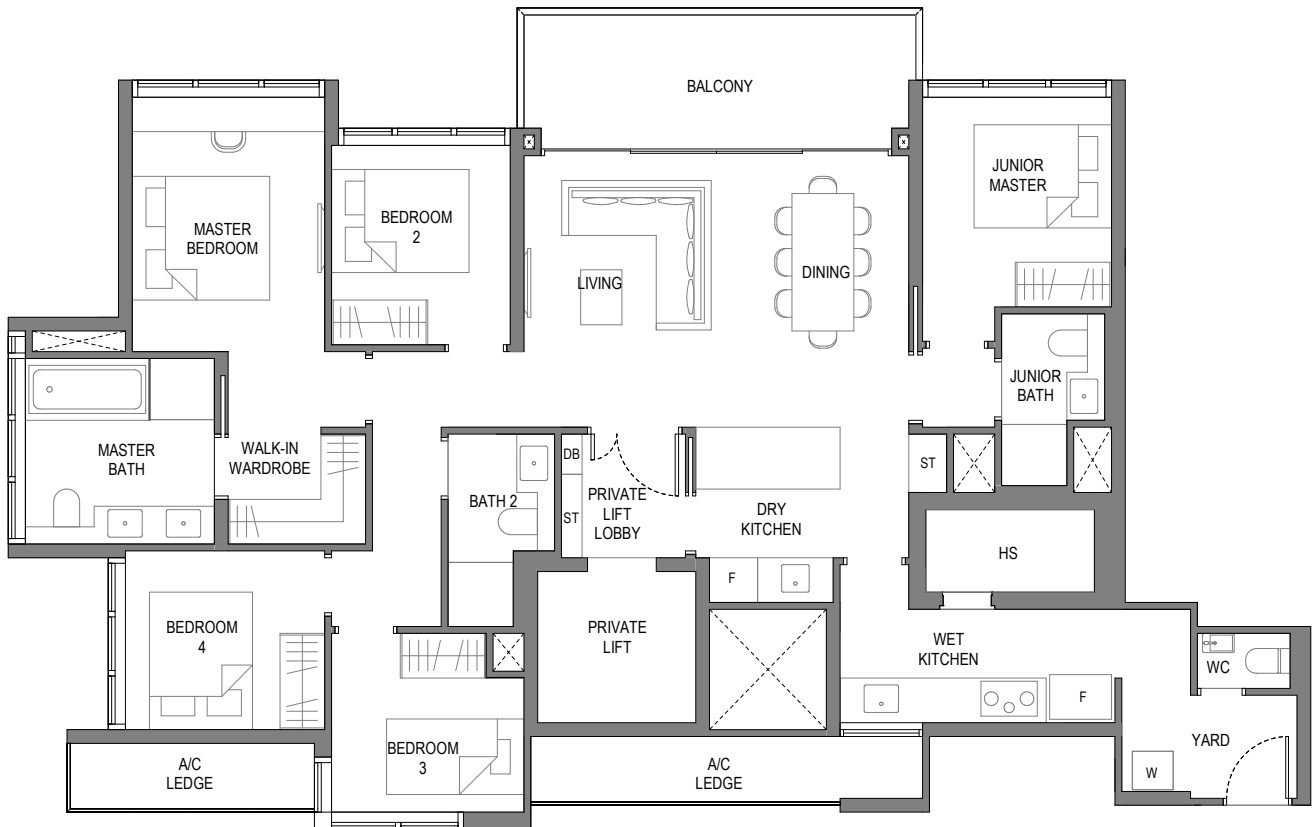 BALCONY
MASTER
BEDROOM
BEDROOM
2
LIVING
DINING
JUNIOR
MASTER
JUNIOR
BATH
MASTER
BATH
WALK-IN
WARDROBE
BATH 2
DB
ST
PRIVATE
LIFT
LOBBY
DRY
KITCHEN
ST
HS
F
BEDROOM
4
PRIVATE
LIFT
WET
KITCHEN
WC
F
BEDROOM
3
YARD
W
A/C
LEDGE
A/C
LEDGE